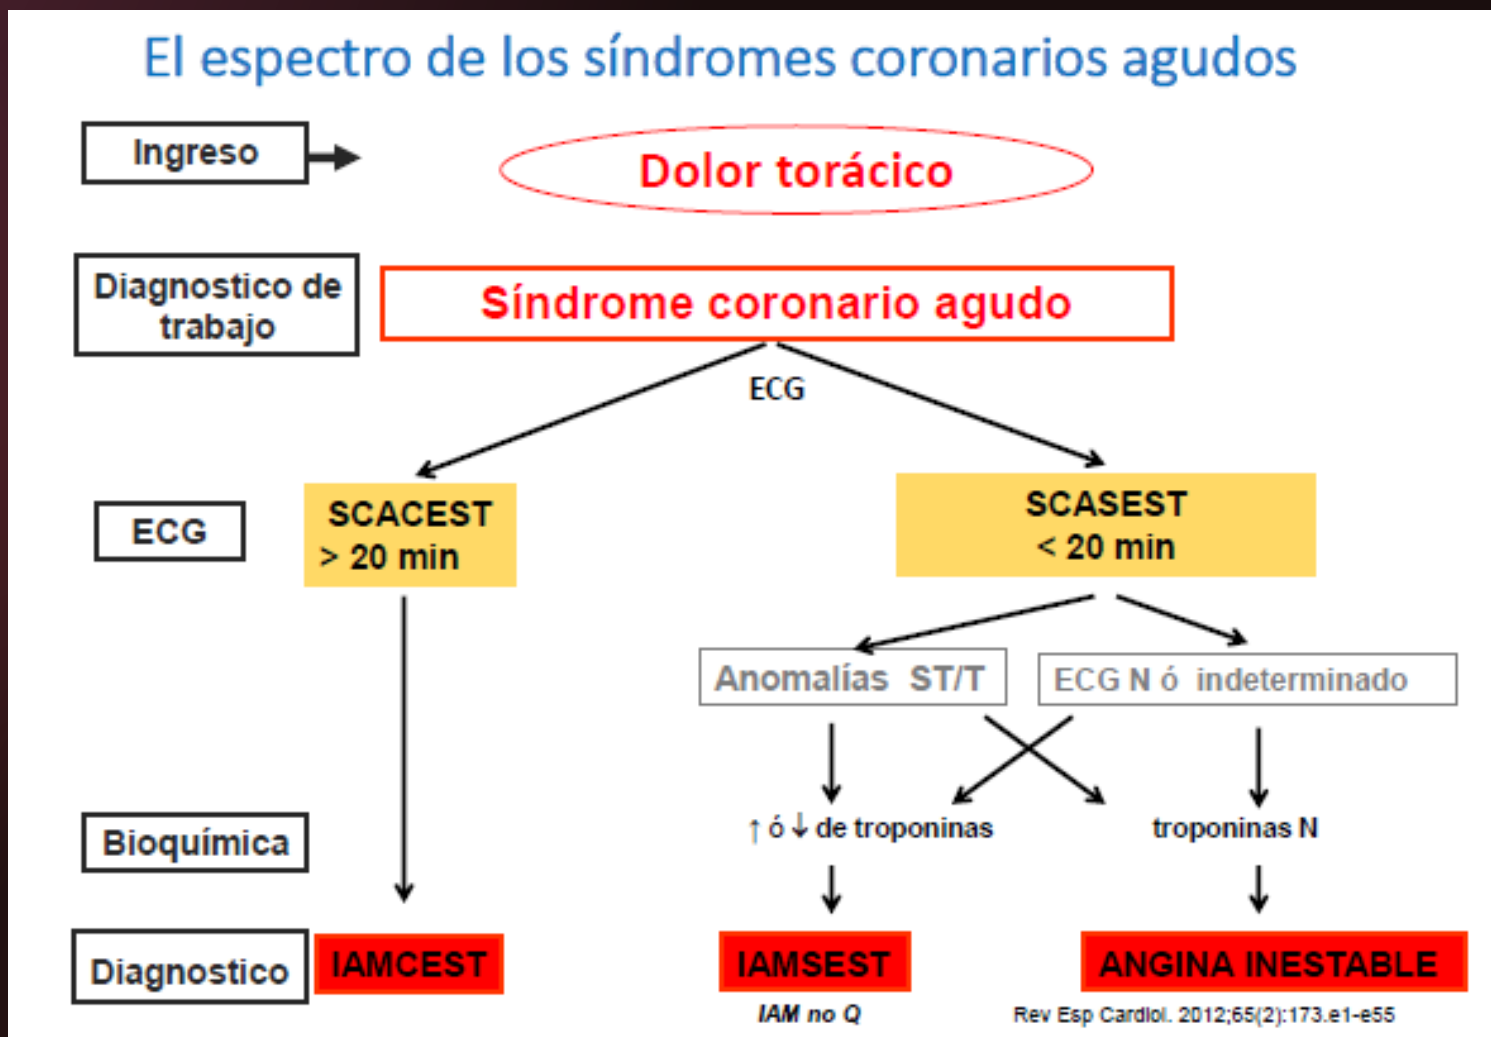 El espectro de los síndromes coronarios agudos
Ingreso
Dolor torácico
Diagnostico de
trabajo
Síndrome coronario agudo
ECG
ECG
SCACEST
> 20 min
SCASEST
< 20 min
Anomalías ST/T
ECG N ó indeterminado
Bioquímica
↑ ó ↓ de troponinas
troponinas N
Diagnostico
IAMCEST
IAMSEST
ANGINA INESTABLE
IAM no Q
Rev Esp Cardiol. 2012;65(2):173.e1-e55